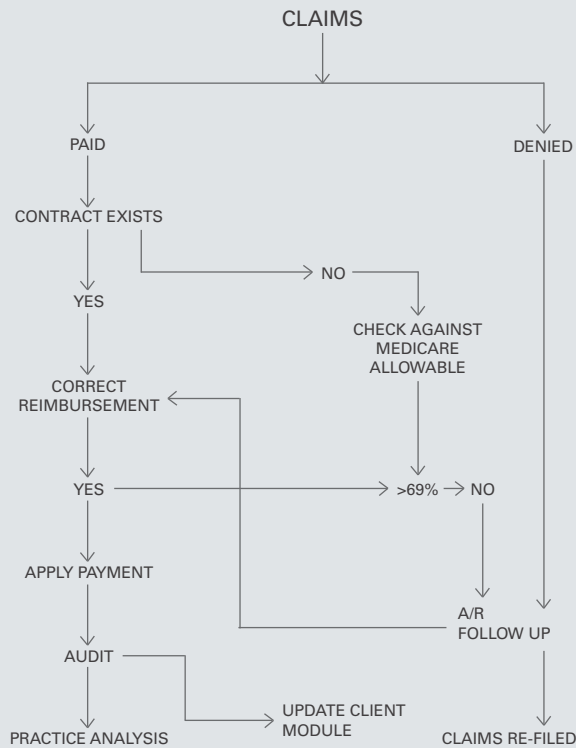 CLAIMS
PAID
DENIED
CONTRACT EXISTS
NO
YES
CHECK AGAINST
MEDICARE
ALLOWABLE
CORRECT
REIMBURSEMENT
YES
>69%
NO
APPLY PAYMENT
A/R
FOLLOW UP
AUDIT
UPDATE CLIENT
MODULE
PRACTICE ANALYSIS
CLAIMS RE-FILED